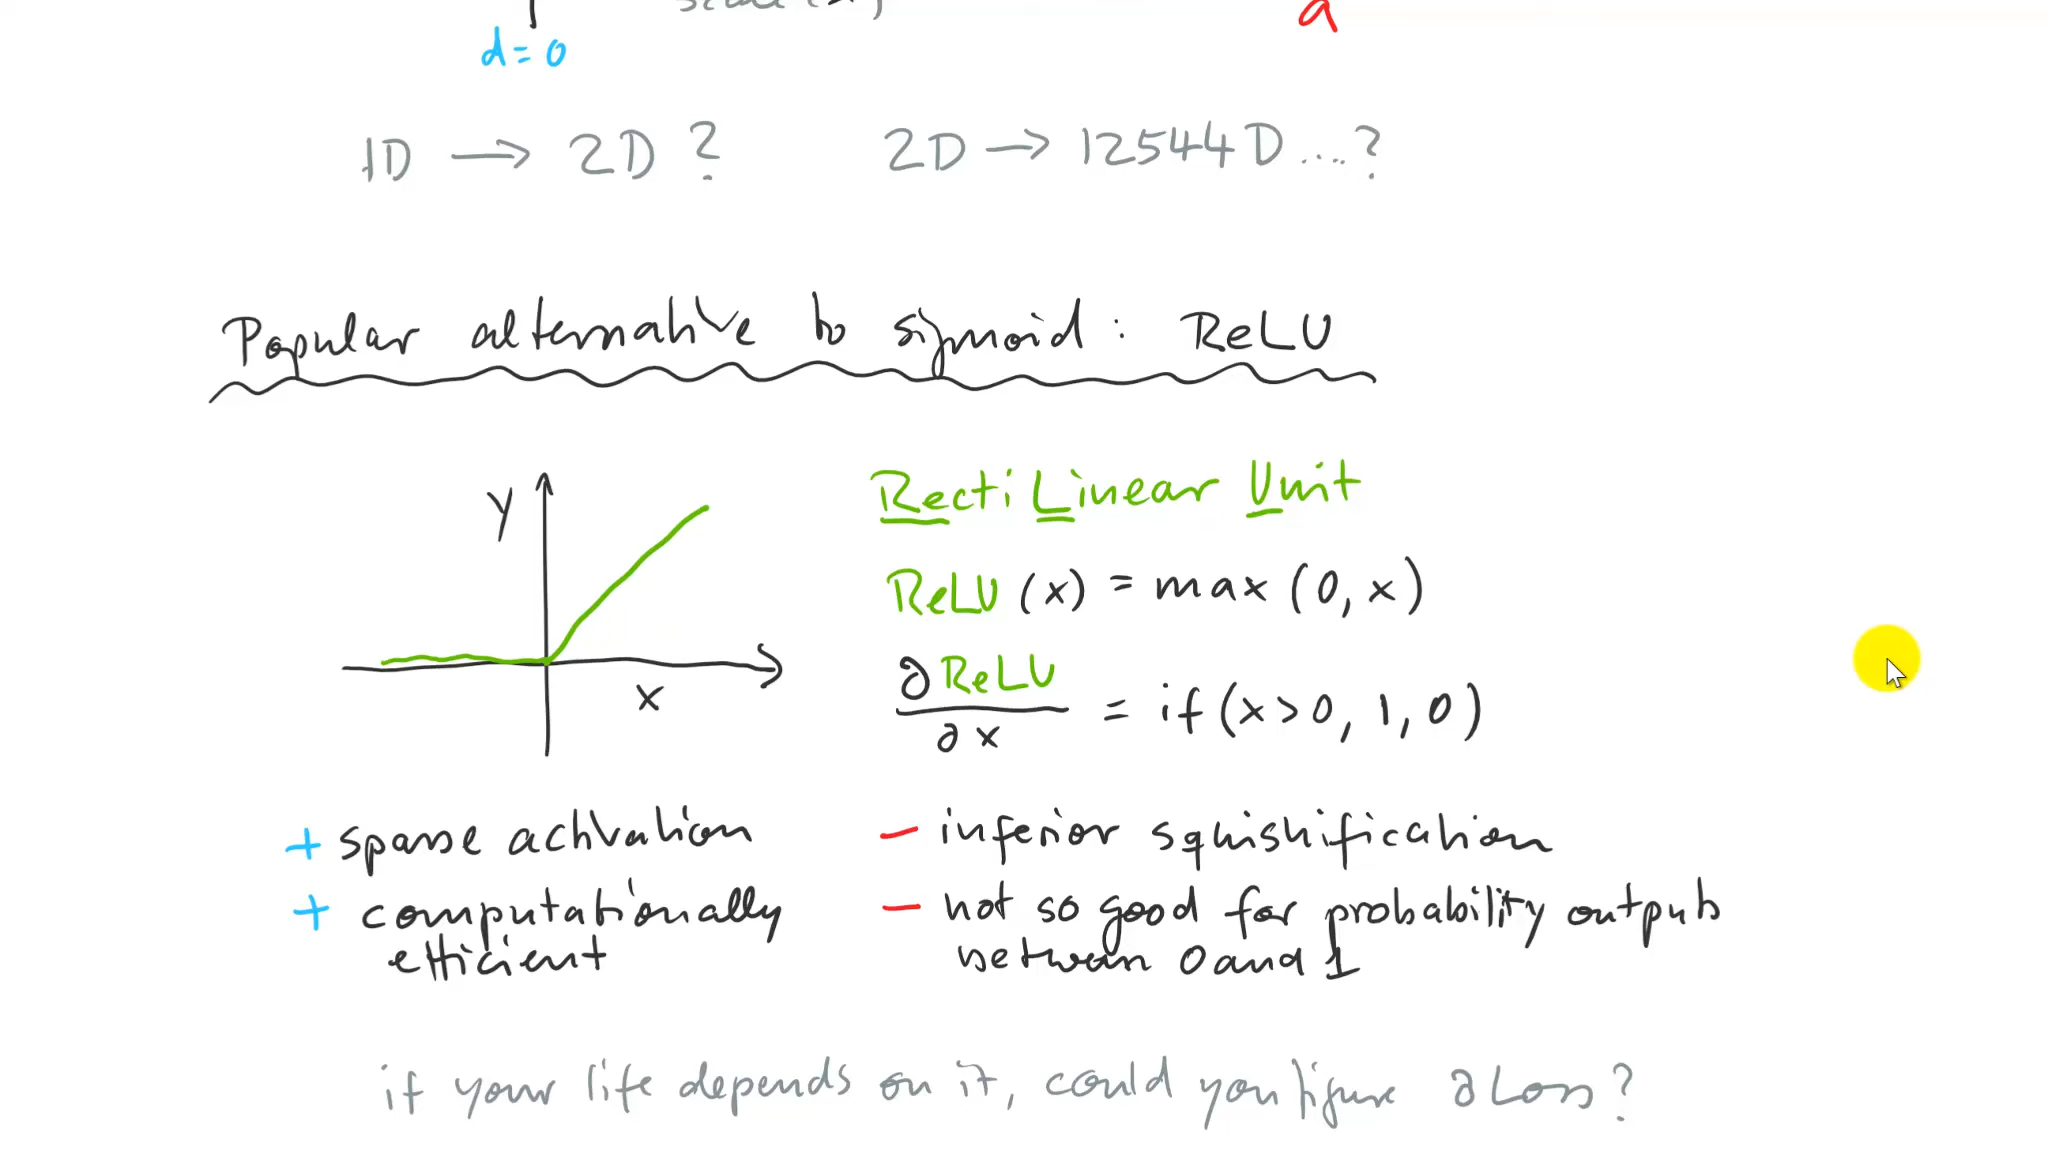 d=0
a
1D → 2D ? 2D → 12544D ....?
Popular alternative to sigmoid: ReLU
y
x
RectiLinear Unit
ReLU (x) = max (0, x)
∂ ReLU
∂ x
= if (x > 0, 1, 0)
+ sparse activation
+ computationally
efficient
- inferior squishification
- not so good for probability outputs
between 0 and 1
if your life depends on it, could you figure ∂ Loss?